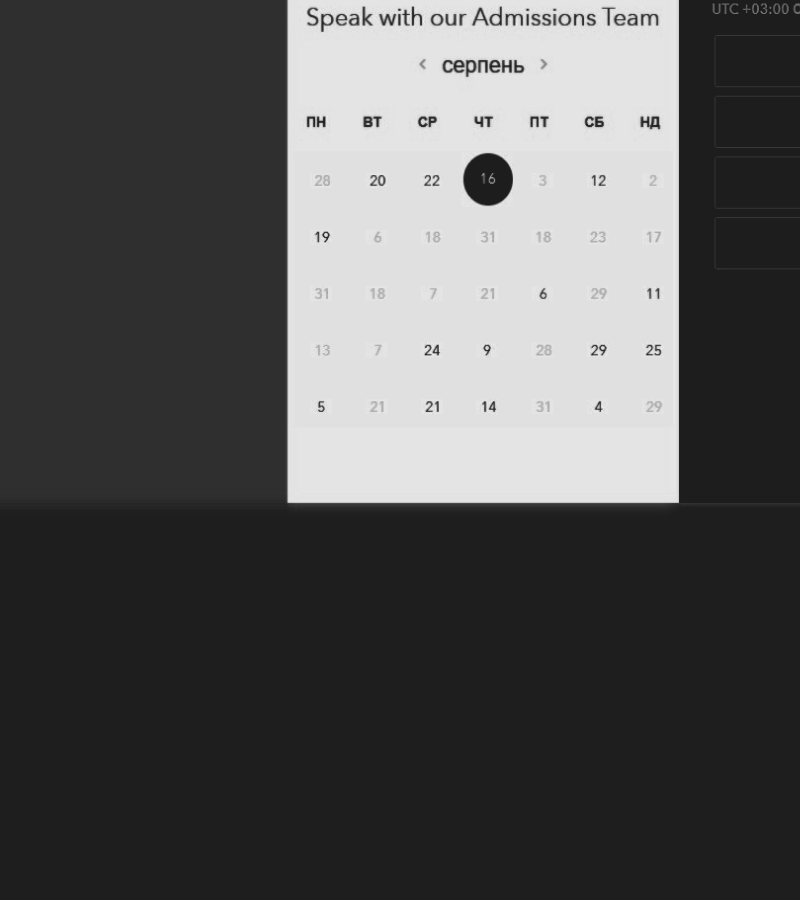 Speak with our Admissions Team
UTC +03:00
‹ серпень ›
ПН ВТ СР ЧТ ПТ СБ НД
28 20 22 16 3 12 2
19 6 18 31 18 23 17
31 18 7 21 6 29 11
13 7 24 9 28 29 25
5 21 21 14 31 4 29